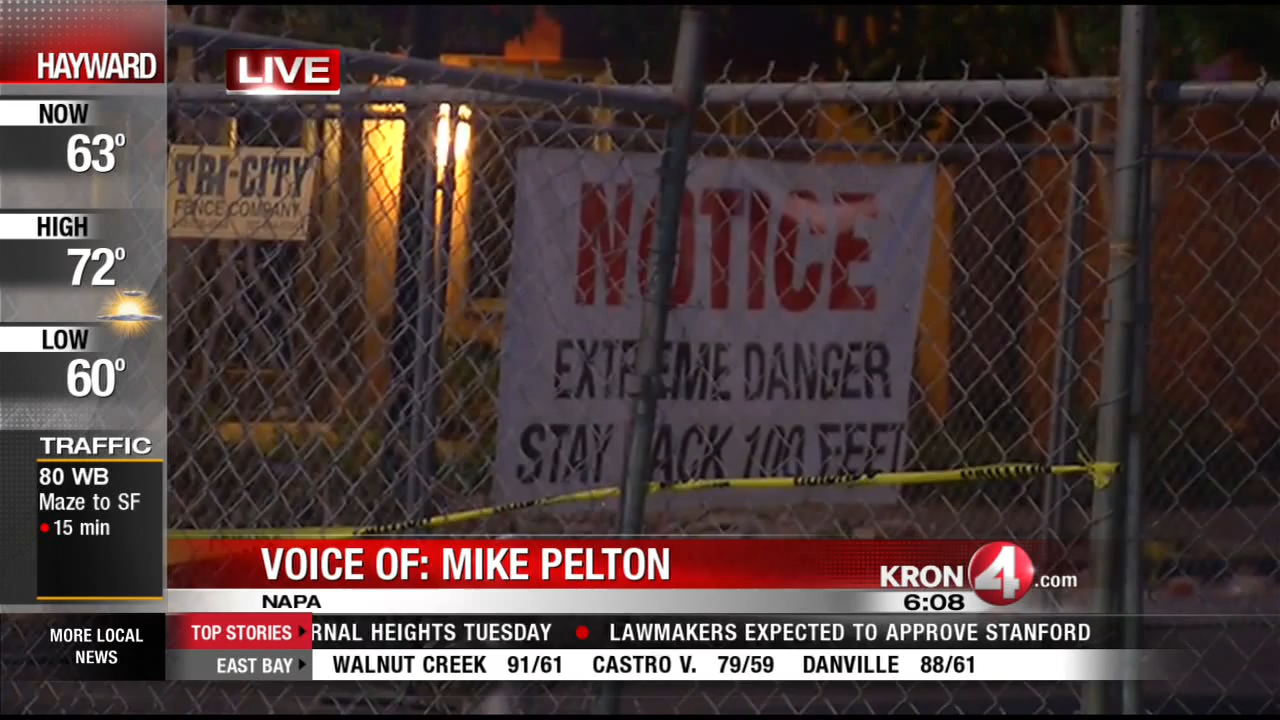 HAYWARD
NOW
63°
HIGH
72°
LOW
60°
TRAFFIC
80 WB
Maze to SF
15 min
LIVE
TRI-CITY
FENCE COMPANY
NOTICE
EXTREME DANGER
STAY BACK 100 FEET
VOICE OF: MIKE PELTON
NAPA
KRON 4.com
6:08
MORE LOCAL
NEWS
TOP STORIES RNAL HEIGHTS TUESDAY • LAWMAKERS EXPECTED TO APPROVE STANFORD
EAST BAY WALNUT CREEK 91/61 CASTRO V. 79/59 DANVILLE 88/61